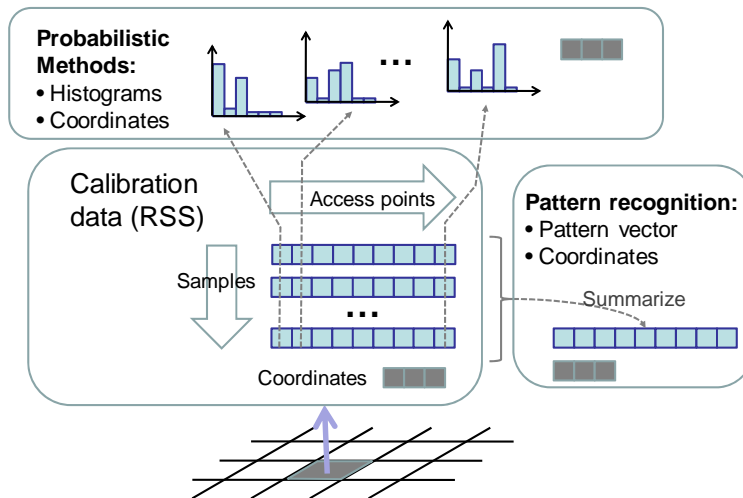 Probabilistic
Methods:
• Histograms
• Coordinates
...
Calibration
data (RSS)
Access points
Samples
...
Coordinates
Pattern recognition:
• Pattern vector
• Coordinates
Summarize